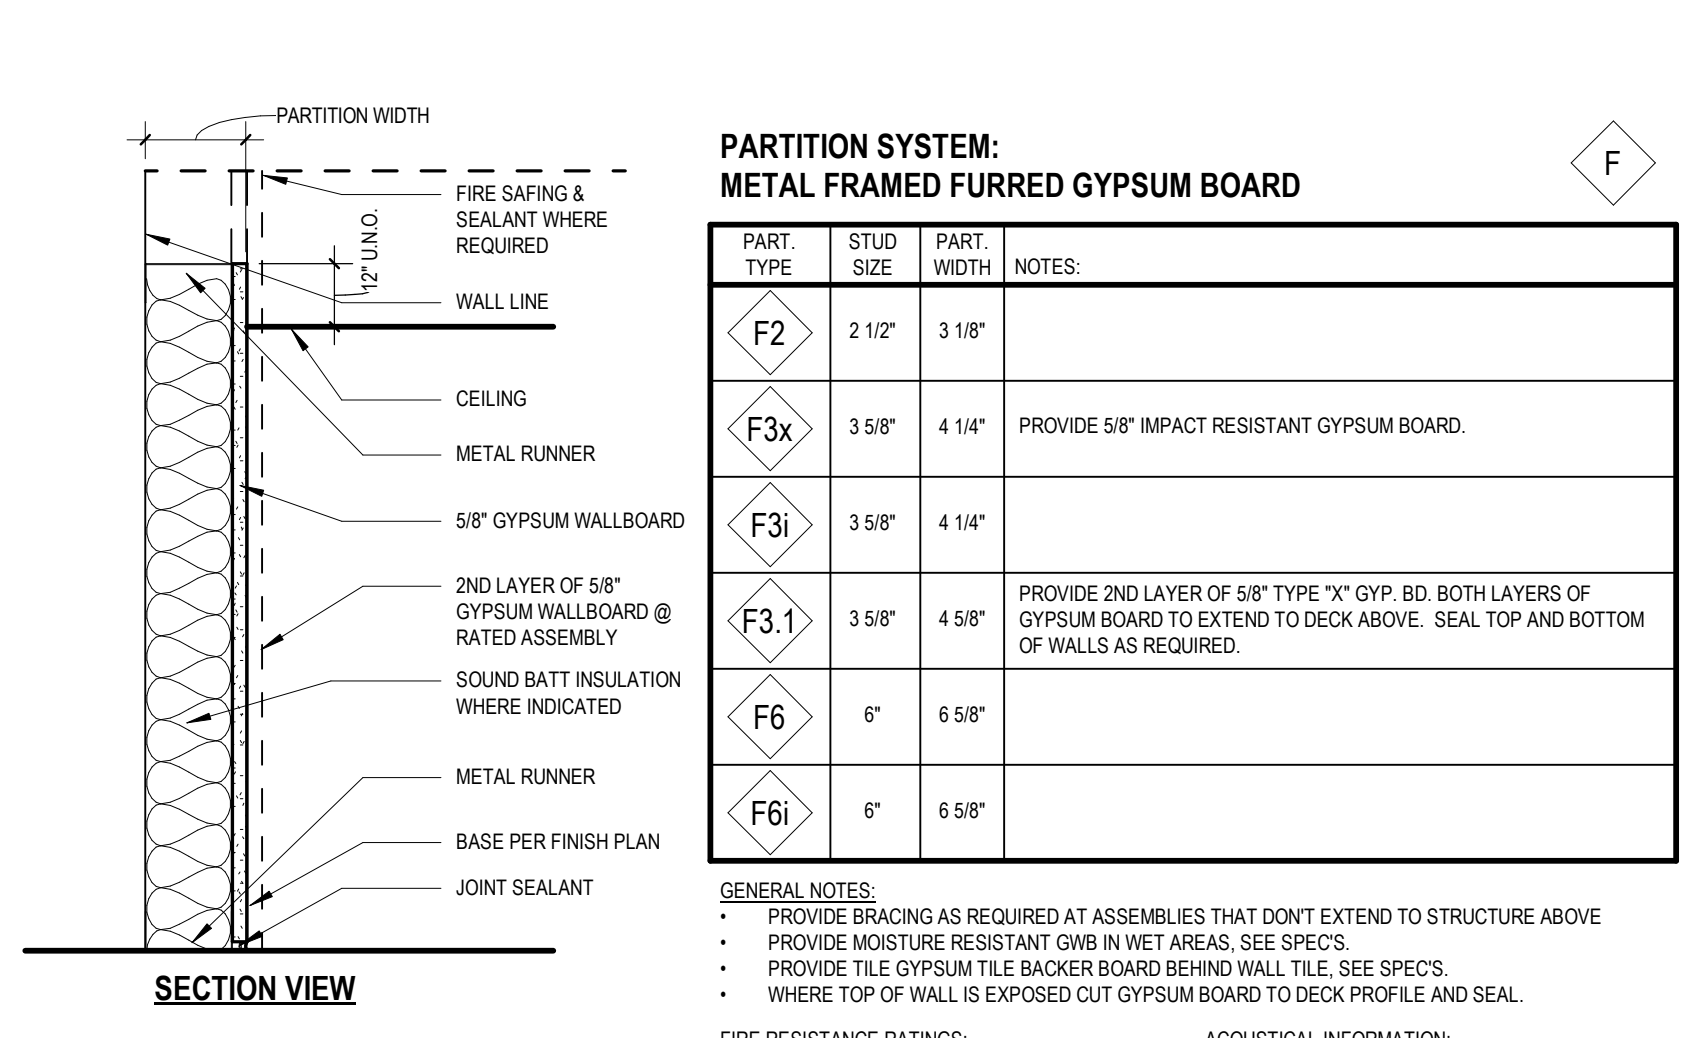 PARTITION WIDTH
FIRE SAFING &
SEALANT WHERE
REQUIRED
12" U.N.O.
WALL LINE
CEILING
METAL RUNNER
5/8" GYPSUM WALLBOARD
2ND LAYER OF 5/8"
GYPSUM WALLBOARD @
RATED ASSEMBLY
SOUND BATT INSULATION
WHERE INDICATED
METAL RUNNER
BASE PER FINISH PLAN
JOINT SEALANT
SECTION VIEW
PARTITION SYSTEM:
METAL FRAMED FURRED GYPSUM BOARD
F
PART. TYPE STUD SIZE PART. WIDTH NOTES:
F2 2 1/2" 3 1/8"
F3x 3 5/8" 4 1/4" PROVIDE 5/8" IMPACT RESISTANT GYPSUM BOARD.
F3i 3 5/8" 4 1/4"
F3.1 3 5/8" 4 5/8" PROVIDE 2ND LAYER OF 5/8" TYPE "X" GYP. BD. BOTH LAYERS OF
GYPSUM BOARD TO EXTEND TO DECK ABOVE. SEAL TOP AND BOTTOM
OF WALLS AS REQUIRED.
F6 6" 6 5/8"
F6i 6" 6 5/8"
GENERAL NOTES:
• PROVIDE BRACING AS REQUIRED AT ASSEMBLIES THAT DON'T EXTEND TO STRUCTURE ABOVE
• PROVIDE MOISTURE RESISTANT GWB IN WET AREAS, SEE SPEC'S.
• PROVIDE TILE GYPSUM TILE BACKER BOARD BEHIND WALL TILE, SEE SPEC'S.
• WHERE TOP OF WALL IS EXPOSED CUT GYPSUM BOARD TO DECK PROFILE AND SEAL.
FIRE RESISTANCE RATINGS: ACOUSTICAL INFORMATION: